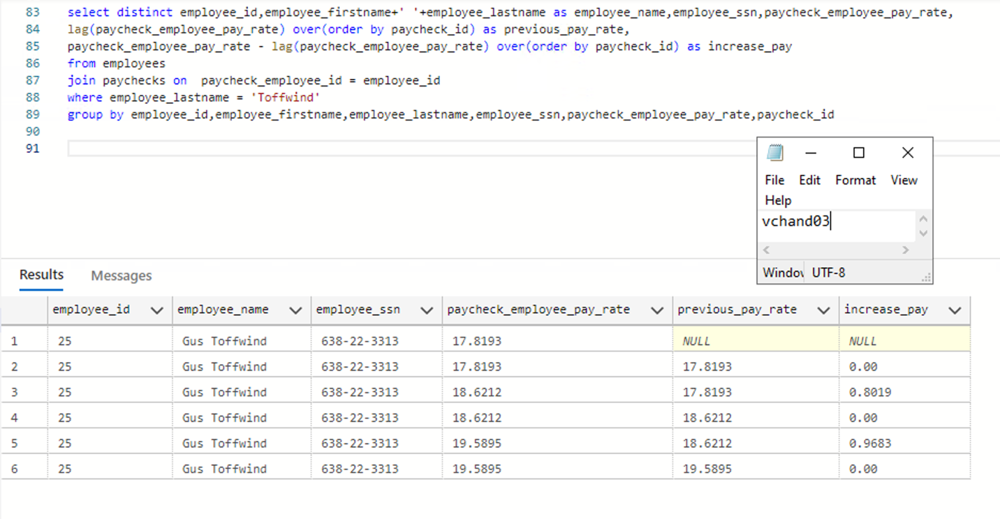 83 select distinct employee_id,employee_firstname+' '+employee_lastname as employee_name,employee_ssn,paycheck_employee_pay_rate,
84 lag(paycheck_employee_pay_rate) over(order by paycheck_id) as previous_pay_rate,
85 paycheck_employee_pay_rate - lag(paycheck_employee_pay_rate) over(order by paycheck_id) as increase_pay
86 from employees
87 join paychecks on  paycheck_employee_id = employee_id
88 where employee_lastname = 'Toffwind'
89 group by employee_id,employee_firstname,employee_lastname,employee_ssn,paycheck_employee_pay_rate,paycheck_id
90
91
File Edit Format View
Help
vchand03
Window UTF-8
Results Messages
employee_id employee_name employee_ssn paycheck_employee_pay_rate previous_pay_rate increase_pay
1 25 Gus Toffwind 638-22-3313 17.8193 NULL NULL
2 25 Gus Toffwind 638-22-3313 17.8193 17.8193 0.00
3 25 Gus Toffwind 638-22-3313 18.6212 17.8193 0.8019
4 25 Gus Toffwind 638-22-3313 18.6212 18.6212 0.00
5 25 Gus Toffwind 638-22-3313 19.5895 18.6212 0.9683
6 25 Gus Toffwind 638-22-3313 19.5895 19.5895 0.00